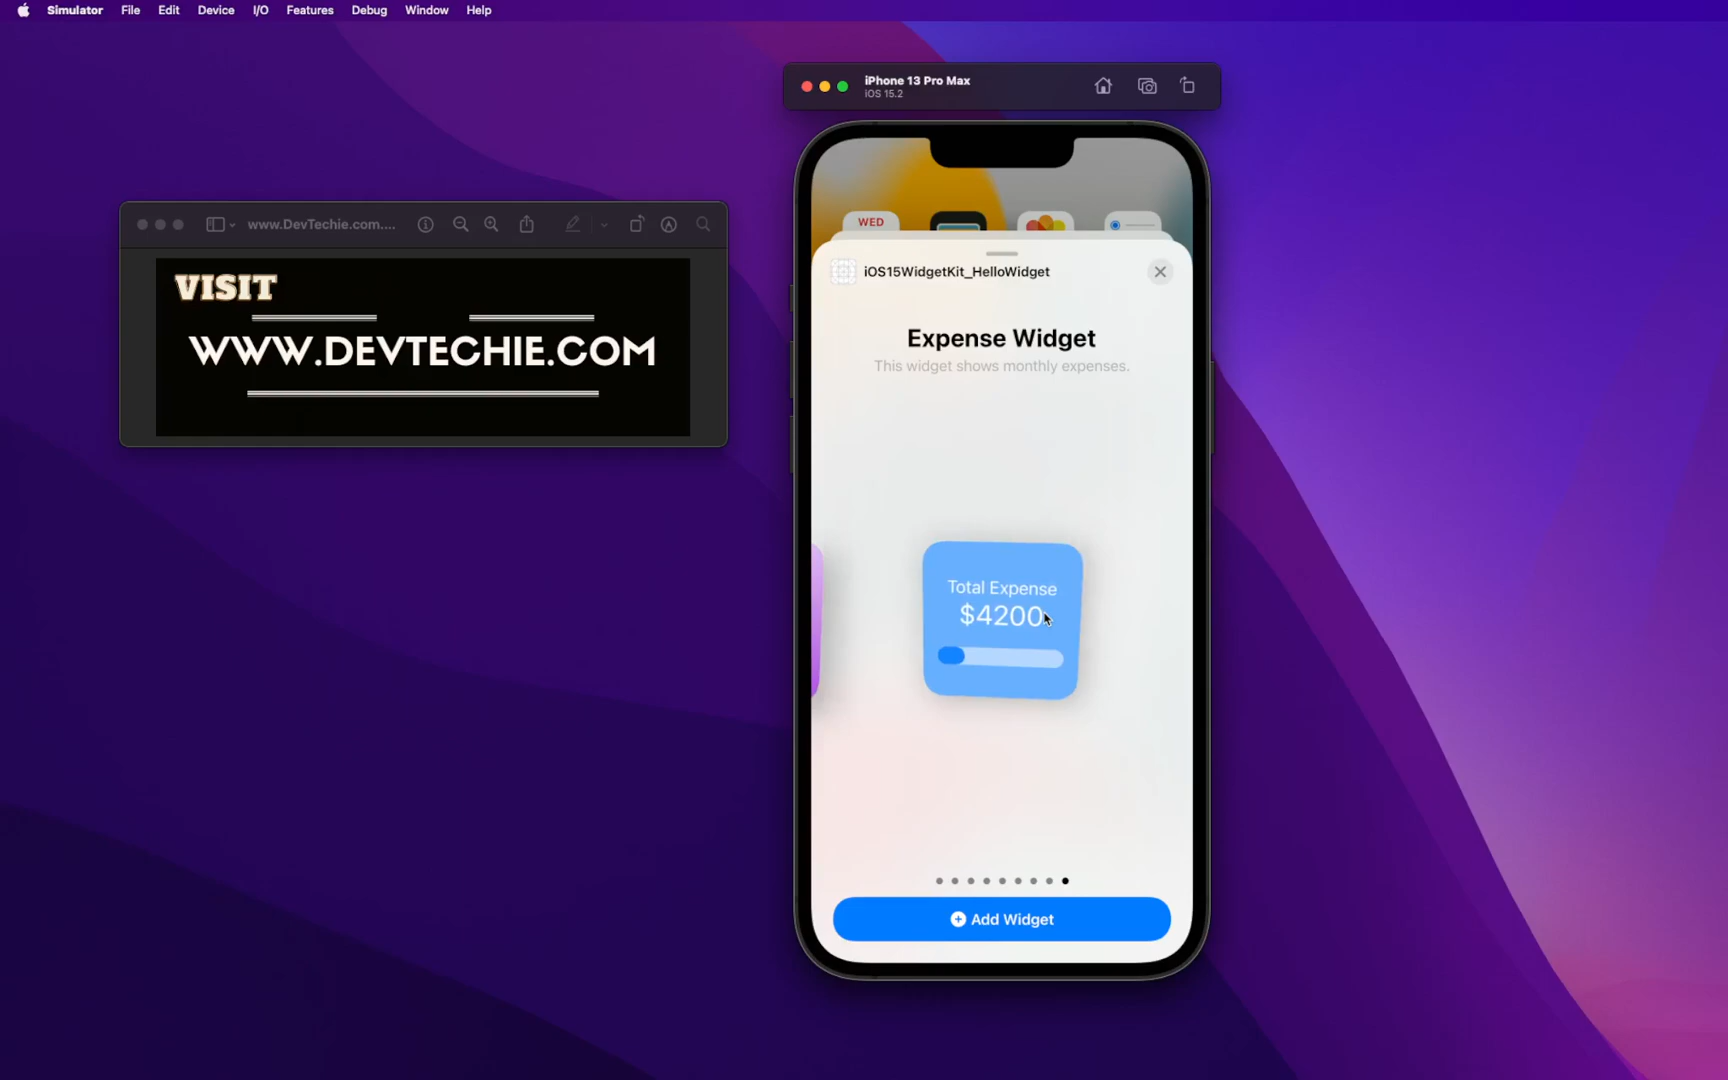 Simulator File Edit Device I/O Features Debug Window Help
iPhone 13 Pro Max
iOS 15.2
www.DevTechie.com....
VISIT
WWW.DEVTECHIE.COM
WED
iOS15WidgetKit_HelloWidget
Expense Widget
This widget shows monthly expenses.
Total Expense
$4200
Add Widget